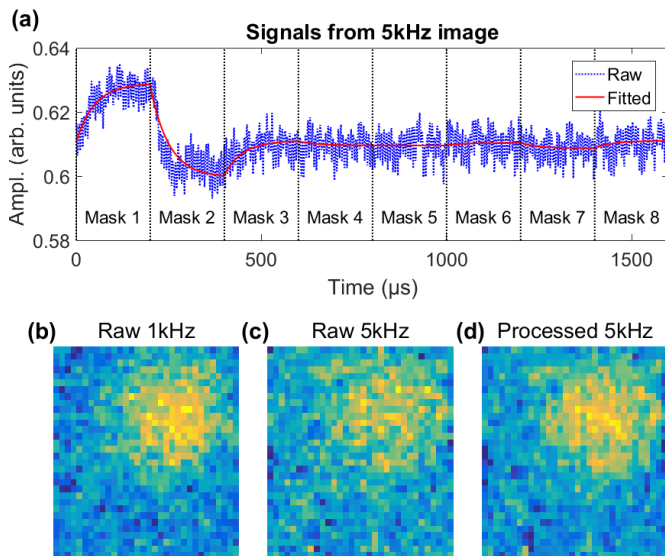 (a)
Signals from 5kHz image
Ampl. (arb. units)
0.64
0.62
0.6
0.58
Raw
Fitted
Mask 1 Mask 2 Mask 3 Mask 4 Mask 5 Mask 6 Mask 7 Mask 8
0 500 1000 1500
Time (µs)
(b) Raw 1kHz (c) Raw 5kHz (d) Processed 5kHz